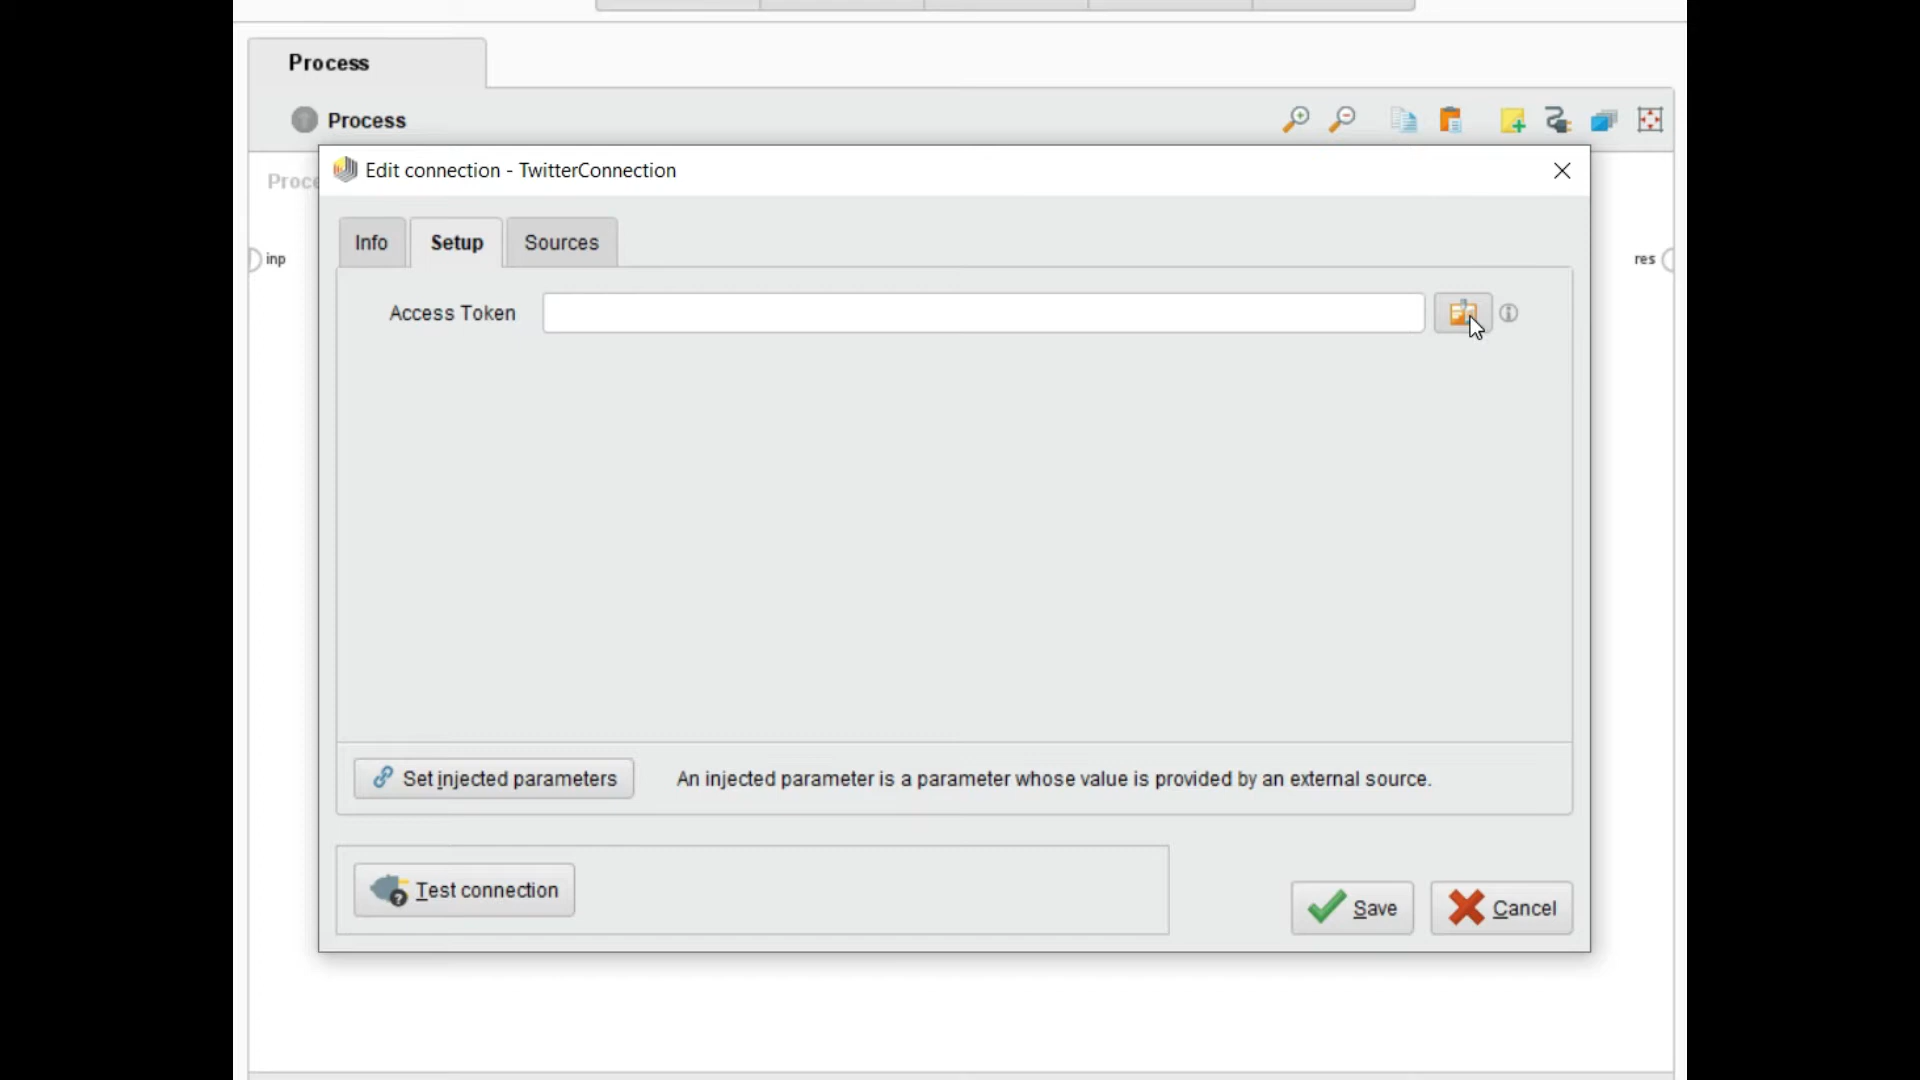 Process
Process
Proce
Edit connection - TwitterConnection
Info
Setup
Sources
inp
res
Access Token
Set injected parameters
An injected parameter is a parameter whose value is provided by an external source.
Test connection
Save
Cancel